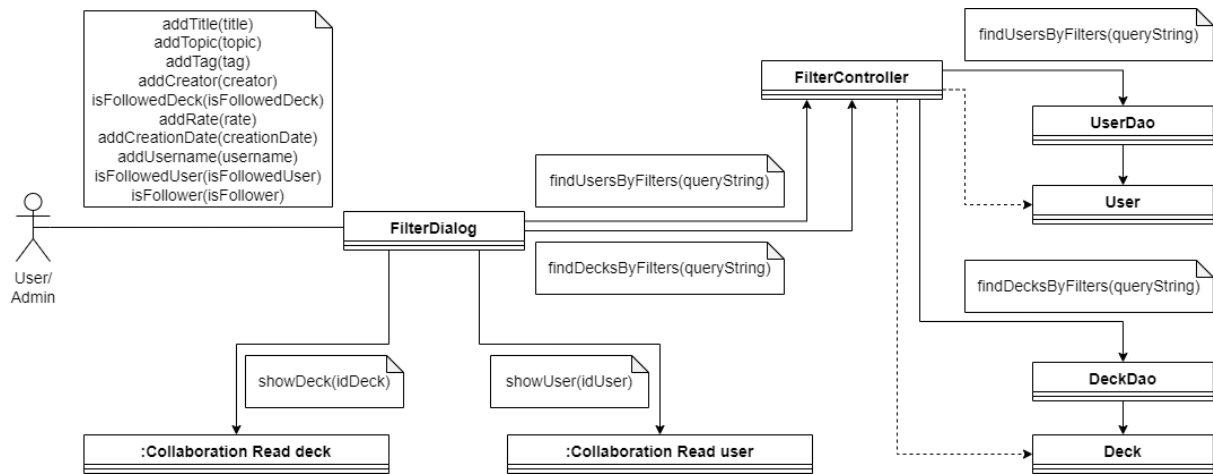 addTitle(title)
addTopic(topic)
addTag(tag)
addCreator(creator)
isFollowedDeck(isFollowedDeck)
addRate(rate)
addCreationDate(creationDate)
addUsername(username)
isFollowedUser(isFollowedUser)
isFollower(isFollower)
User/
Admin
FilterDialog
findUsersByFilters(queryString)
findDecksByFilters(queryString)
FilterController
findUsersByFilters(queryString)
UserDao
User
findDecksByFilters(queryString)
DeckDao
Deck
showDeck(idDeck)
showUser(idUser)
:Collaboration Read deck
:Collaboration Read user